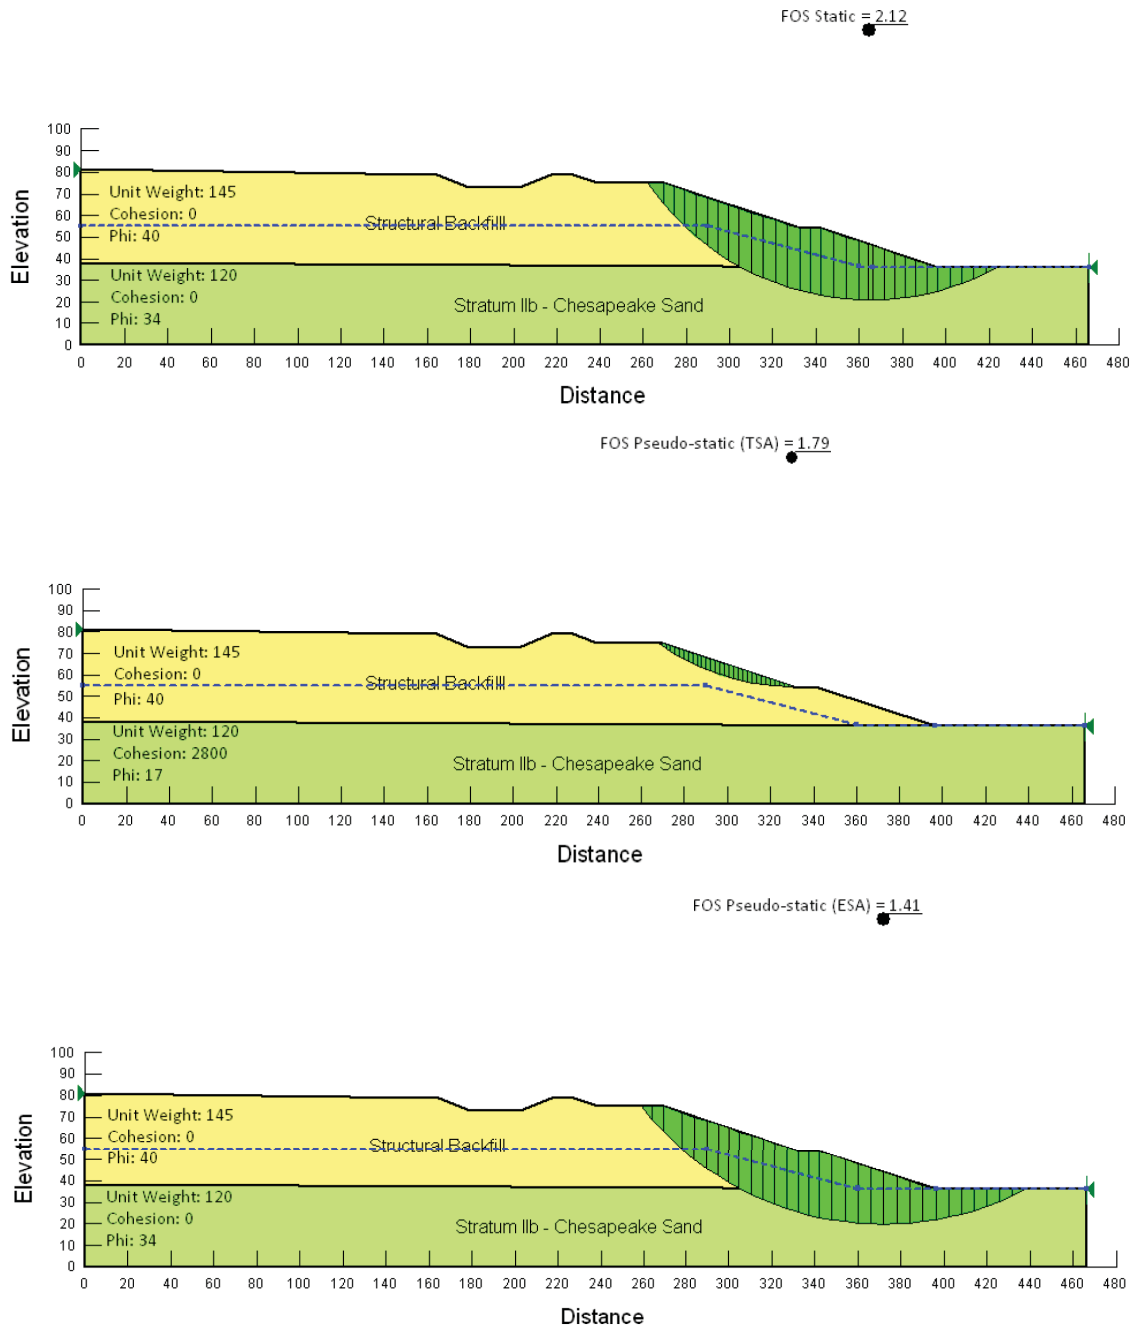 FOS Static = 2.12
100
90
80
70
60
50
40
30
20
10
0
Elevation
Unit Weight: 145
Cohesion: 0
Phi: 40
Structural Backfill
Unit Weight: 120
Cohesion: 0
Phi: 34
Stratum IIb - Chesapeake Sand
0 20 40 60 80 100 120 140 160 180 200 220 240 260 280 300 320 340 360 380 400 420 440 460 480
Distance
FOS Pseudo-static (TSA) = 1.79
100
90
80
70
60
50
40
30
20
10
0
Elevation
Unit Weight: 145
Cohesion: 0
Phi: 40
Structural Backfill
Unit Weight: 120
Cohesion: 2800
Phi: 17
Stratum IIb - Chesapeake Sand
0 20 40 60 80 100 120 140 160 180 200 220 240 260 280 300 320 340 360 380 400 420 440 460 480
Distance
FOS Pseudo-static (ESA) = 1.41
100
90
80
70
60
50
40
30
20
10
0
Elevation
Unit Weight: 145
Cohesion: 0
Phi: 40
Structural Backfill
Unit Weight: 120
Cohesion: 0
Phi: 34
Stratum IIb - Chesapeake Sand
0 20 40 60 80 100 120 140 160 180 200 220 240 260 280 300 320 340 360 380 400 420 440 460 480
Distance